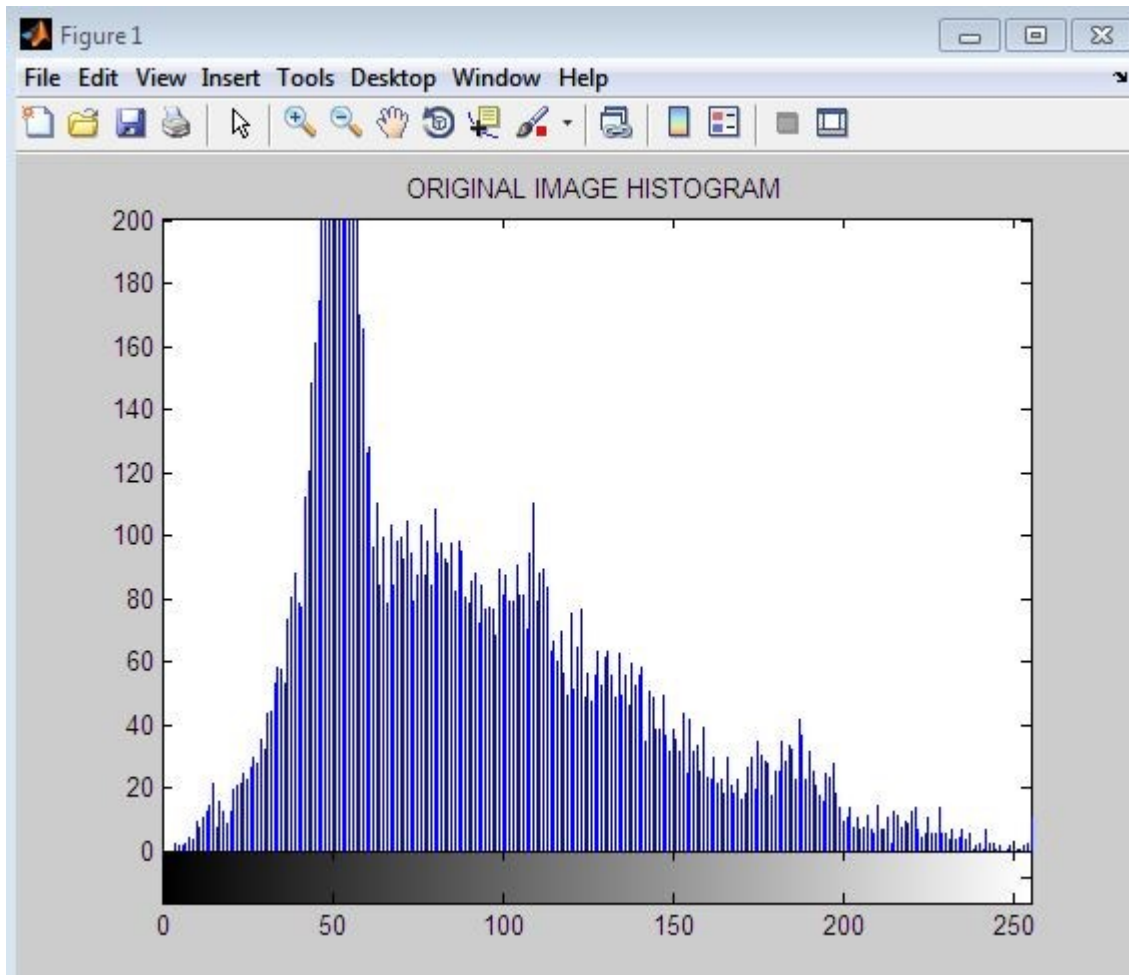 Figure 1
File Edit View Insert Tools Desktop Window Help
ORIGINAL IMAGE HISTOGRAM
200
180
160
140
120
100
80
60
40
20
0
0 50 100 150 200 250